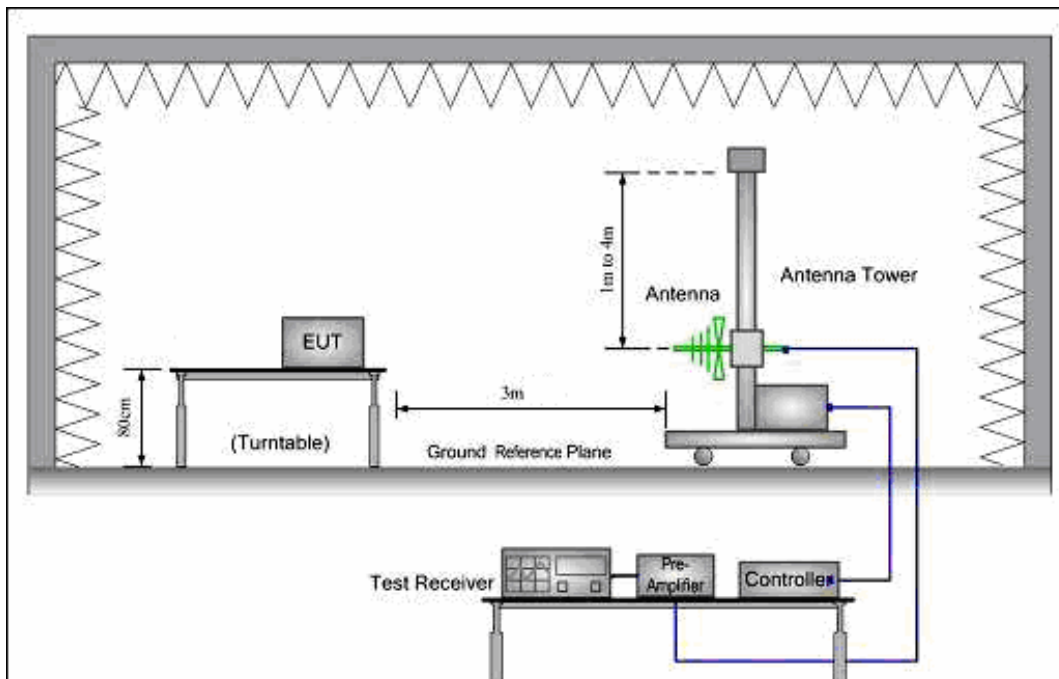 1m to 4m
Antenna Tower
Antenna
EUT
3m
80cm
(Turntable)
Ground Reference Plane
Test Receiver
Pre-
Amplifier
Controller